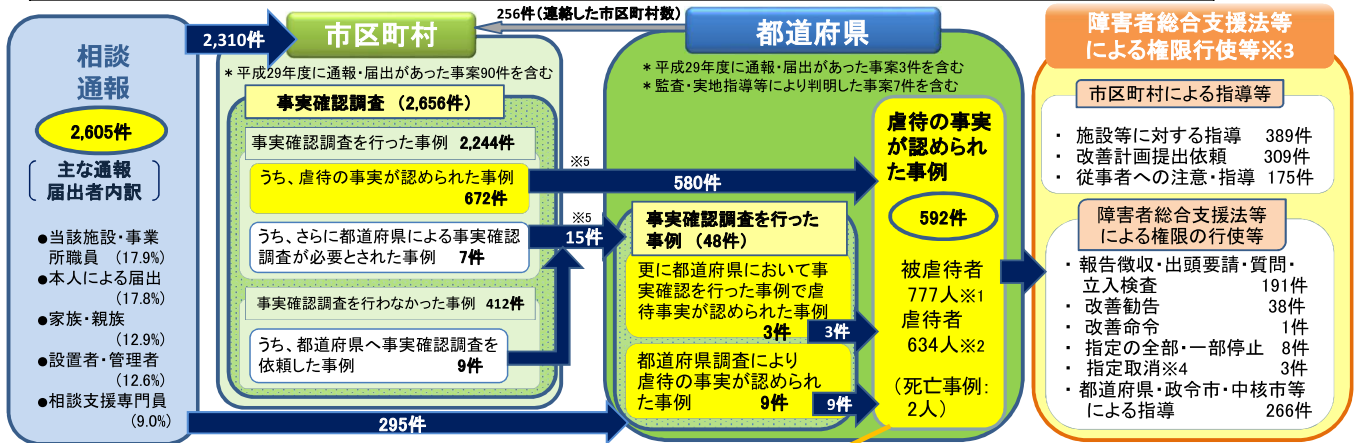 相談
通報
2,605件
主な通報
届出者内訳
●当該施設・事業
所職員 (17.9%)
●本人による届出
(17.8%)
●家族・親族
(12.9%)
●設置者・管理者
(12.6%)
●相談支援専門員
(9.0%)
2,310件
295件
256件(連絡した市区町村数)
市区町村
＊平成29年度に通報・届出があった事案90件を含む
事実確認調査 (2,656件)
事実確認調査を行った事例 2,244件
うち、虐待の事実が認められた事例
672件
うち、さらに都道府県による事実確認
調査が必要とされた事例 7件
事実確認調査を行わなかった事例 412件
うち、都道府県へ事実確認調査を
依頼した事例 9件
※5
580件
※5
15件
都道府県
＊平成29年度に通報・届出があった事案3件を含む
＊監査・実地指導等により判明した事案7件を含む
事実確認調査を行った
事例 (48件)
更に都道府県において事
実確認を行った事例で虐
待事実が認められた事例
3件
3件
都道府県調査により
虐待の事実が認められ
た事例
9件
9件
虐待の事実
が認められ
た事例
592件
被虐待者
777人※1
虐待者
634人※2
(死亡事例:
2人)
障害者総合支援法等
による権限行使等※3
市区町村による指導等
・ 施設等に対する指導 389件
・ 改善計画提出依頼 309件
・ 従事者への注意・指導 175件
障害者総合支援法等
による権限の行使等
・報告徴収・出頭要請・質問・
立入検査 191件
・ 改善勧告 38件
・ 改善命令 1件
・ 指定の全部・一部停止 8件
・ 指定取消※4 3件
・都道府県・政令市・中核市等
による指導 266件